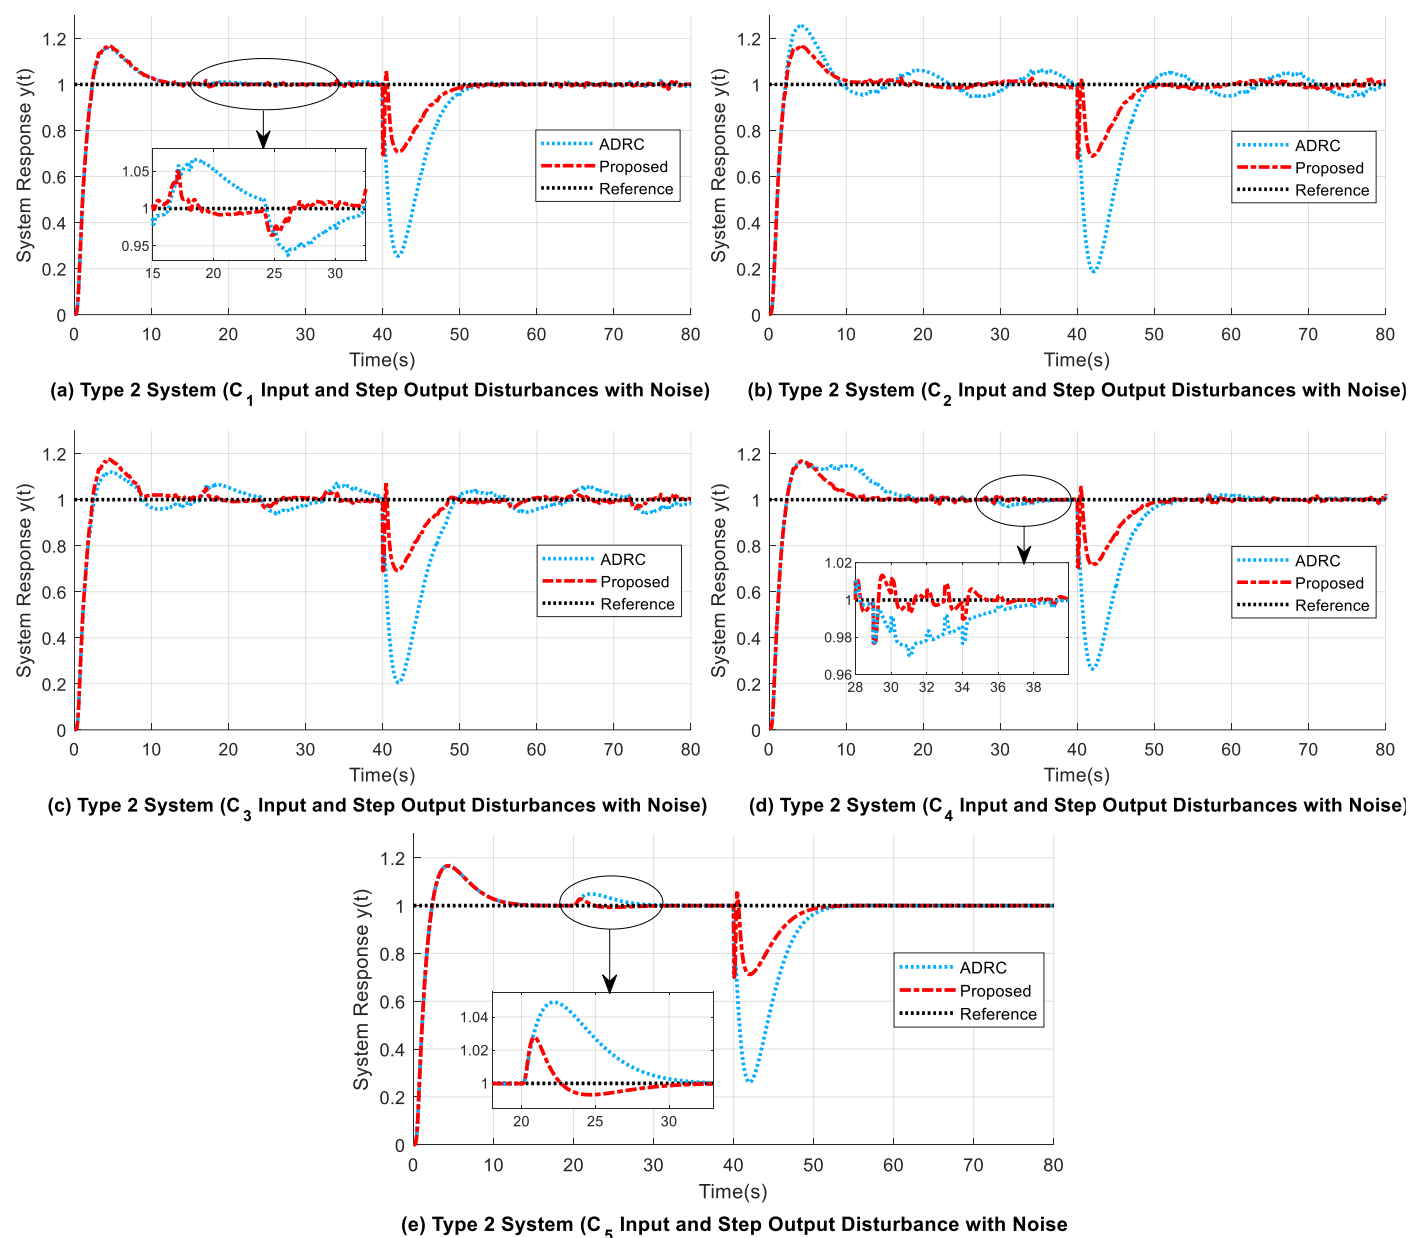 System Response y(t)
1.2
1
0.8
0.6
0.4
0.2
0
0 10 20 30 40 50 60 70 80
Time(s)
ADRC
Proposed
Reference
1.05
1
0.95
15 20 25 30
(a) Type 2 System (C1 Input and Step Output Disturbances with Noise)
System Response y(t)
1.2
1
0.8
0.6
0.4
0.2
0
0 10 20 30 40 50 60 70 80
Time(s)
ADRC
Proposed
Reference
(b) Type 2 System (C2 Input and Step Output Disturbances with Noise)
System Response y(t)
1.2
1
0.8
0.6
0.4
0.2
0
0 10 20 30 40 50 60 70 80
Time(s)
ADRC
Proposed
Reference
(c) Type 2 System (C3 Input and Step Output Disturbances with Noise)
System Response y(t)
1.2
1
0.8
0.6
0.4
0.2
0
0 10 20 30 40 50 60 70 80
Time(s)
ADRC
Proposed
Reference
1.02
1
0.98
0.96
28 30 32 34 36 38
(d) Type 2 System (C4 Input and Step Output Disturbances with Noise)
System Response y(t)
1.2
1
0.8
0.6
0.4
0.2
0
0 10 20 30 40 50 60 70 80
Time(s)
ADRC
Proposed
Reference
1.04
1.02
1
20 25 30
(e) Type 2 System (C5 Input and Step Output Disturbance with Noise